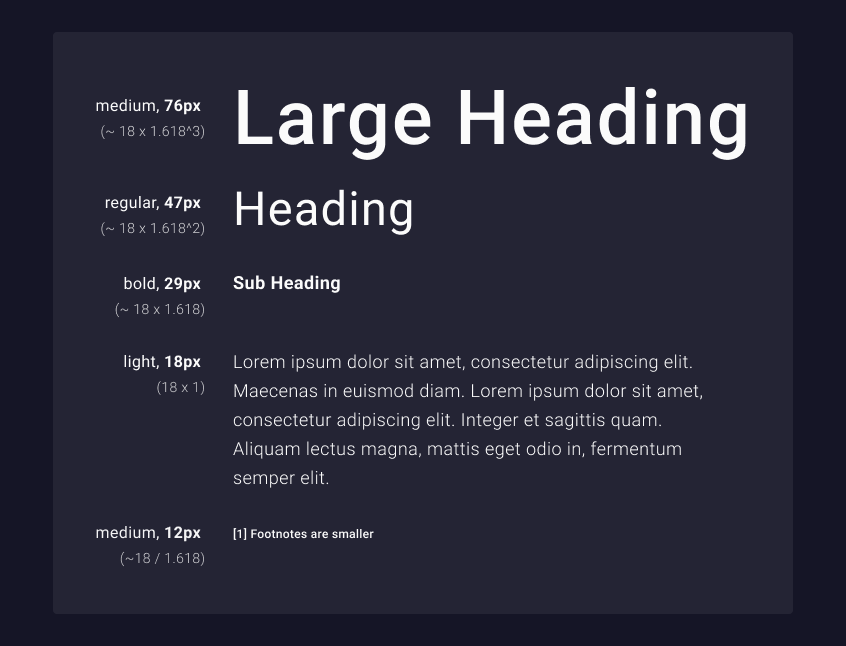 medium, 76px
(~ 18 x 1.618^3)
Large Heading
regular, 47px
(~ 18 x 1.618^2)
Heading
bold, 29px
(~ 18 x 1.618)
Sub Heading
light, 18px
(18 x 1)
Lorem ipsum dolor sit amet, consectetur adipiscing elit.
Maecenas in euismod diam. Lorem ipsum dolor sit amet,
consectetur adipiscing elit. Integer et sagittis quam.
Aliquam lectus magna, mattis eget odio in, fermentum
semper elit.
medium, 12px
(~18 / 1.618)
[1] Footnotes are smaller